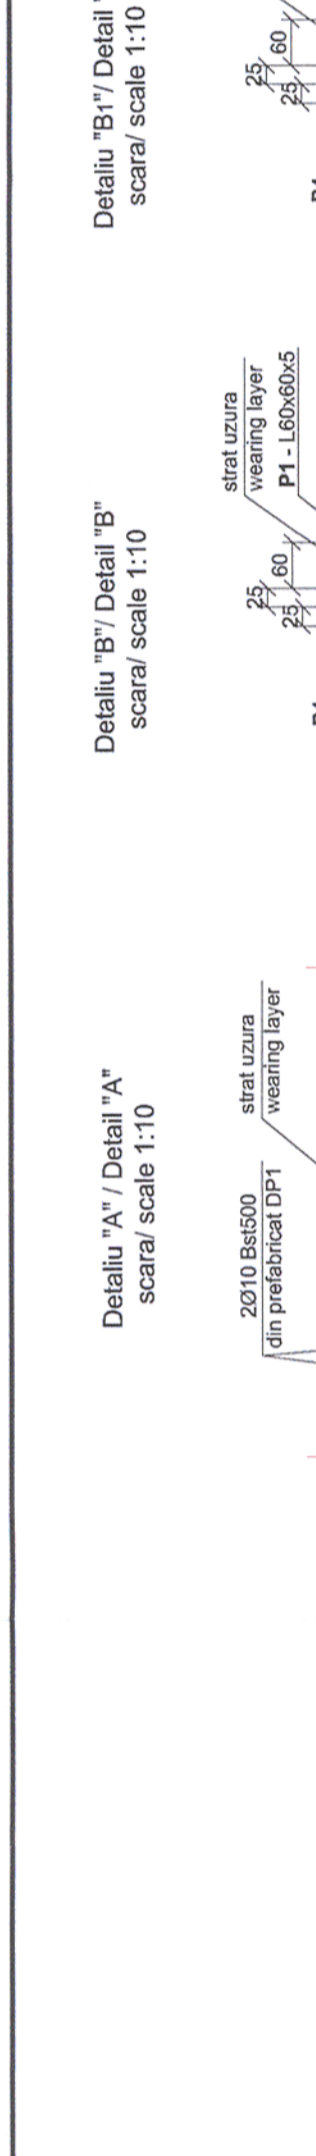 Detaliu "A" / Detail "A"
scara/ scale 1:10
2Ø10 Bst500
din prefabricat DP1
strat uzura
wearing layer
Detaliu "B"/ Detail "B"
scara/ scale 1:10
strat uzura
wearing layer
P1 - L60x60x5
25
60
25
Detaliu "B1"/ Detail "
scara/ scale 1:10
25
60
25